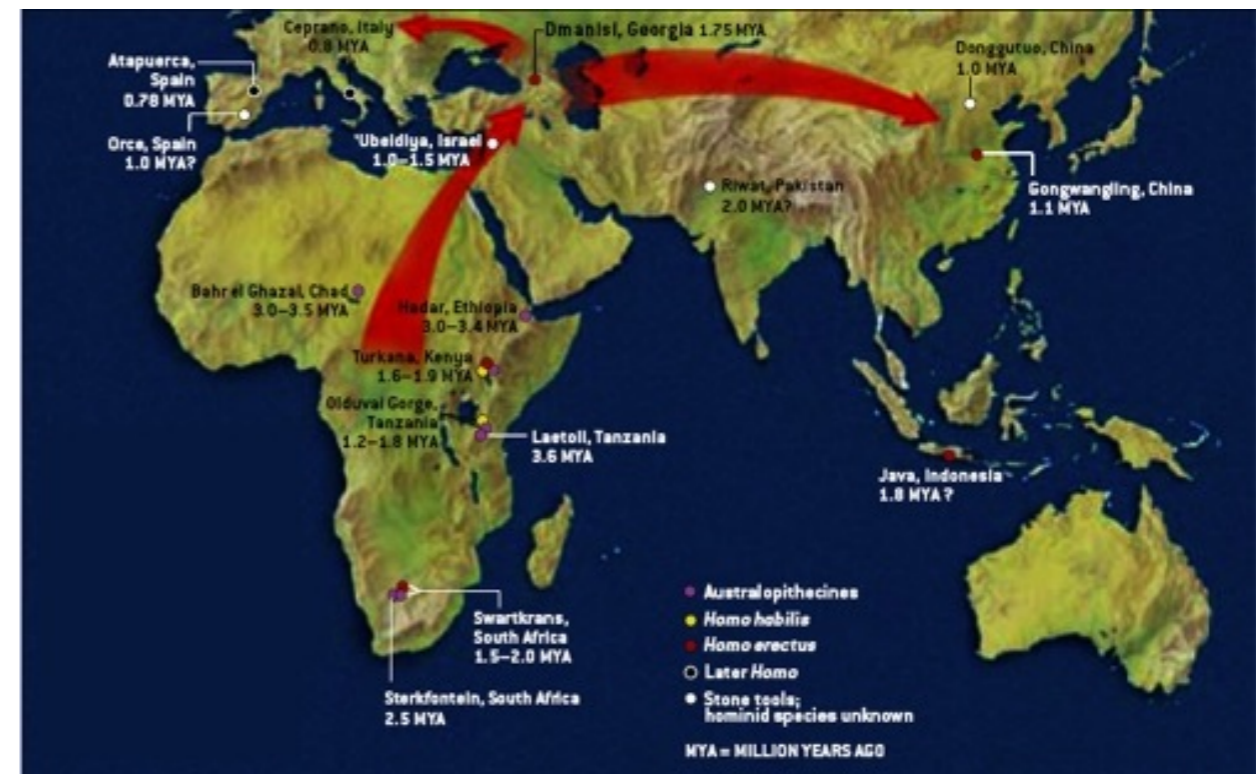 Ceprano, Italy
0.8 MYA
Dmanisi, Georgia 1.75 MYA
Donggutuo, China
1.0 MYA
Atapuerca,
Spain
0.78 MYA
Orce, Spain
1.0 MYA?
'Ubeidiya, Israel
1.0–1.5 MYA
Riwat, Pakistan
2.0 MYA?
Gongwangling, China
1.1 MYA
Bahr el Ghazal, Chad
3.0–3.5 MYA
Hadar, Ethiopia
3.0–3.4 MYA
Turkana, Kenya
1.6–1.9 MYA
Olduvai Gorge,
Tanzania
1.2–1.8 MYA
Laetoli, Tanzania
3.6 MYA
Java, Indonesia
1.8 MYA ?
Swartkrans,
South Africa
1.5–2.0 MYA
Sterkfontein, South Africa
2.5 MYA
Australopithecines
Homo habilis
Homo erectus
Later Homo
Stone tools;
hominid species unknown
MYA = MILLION YEARS AGO